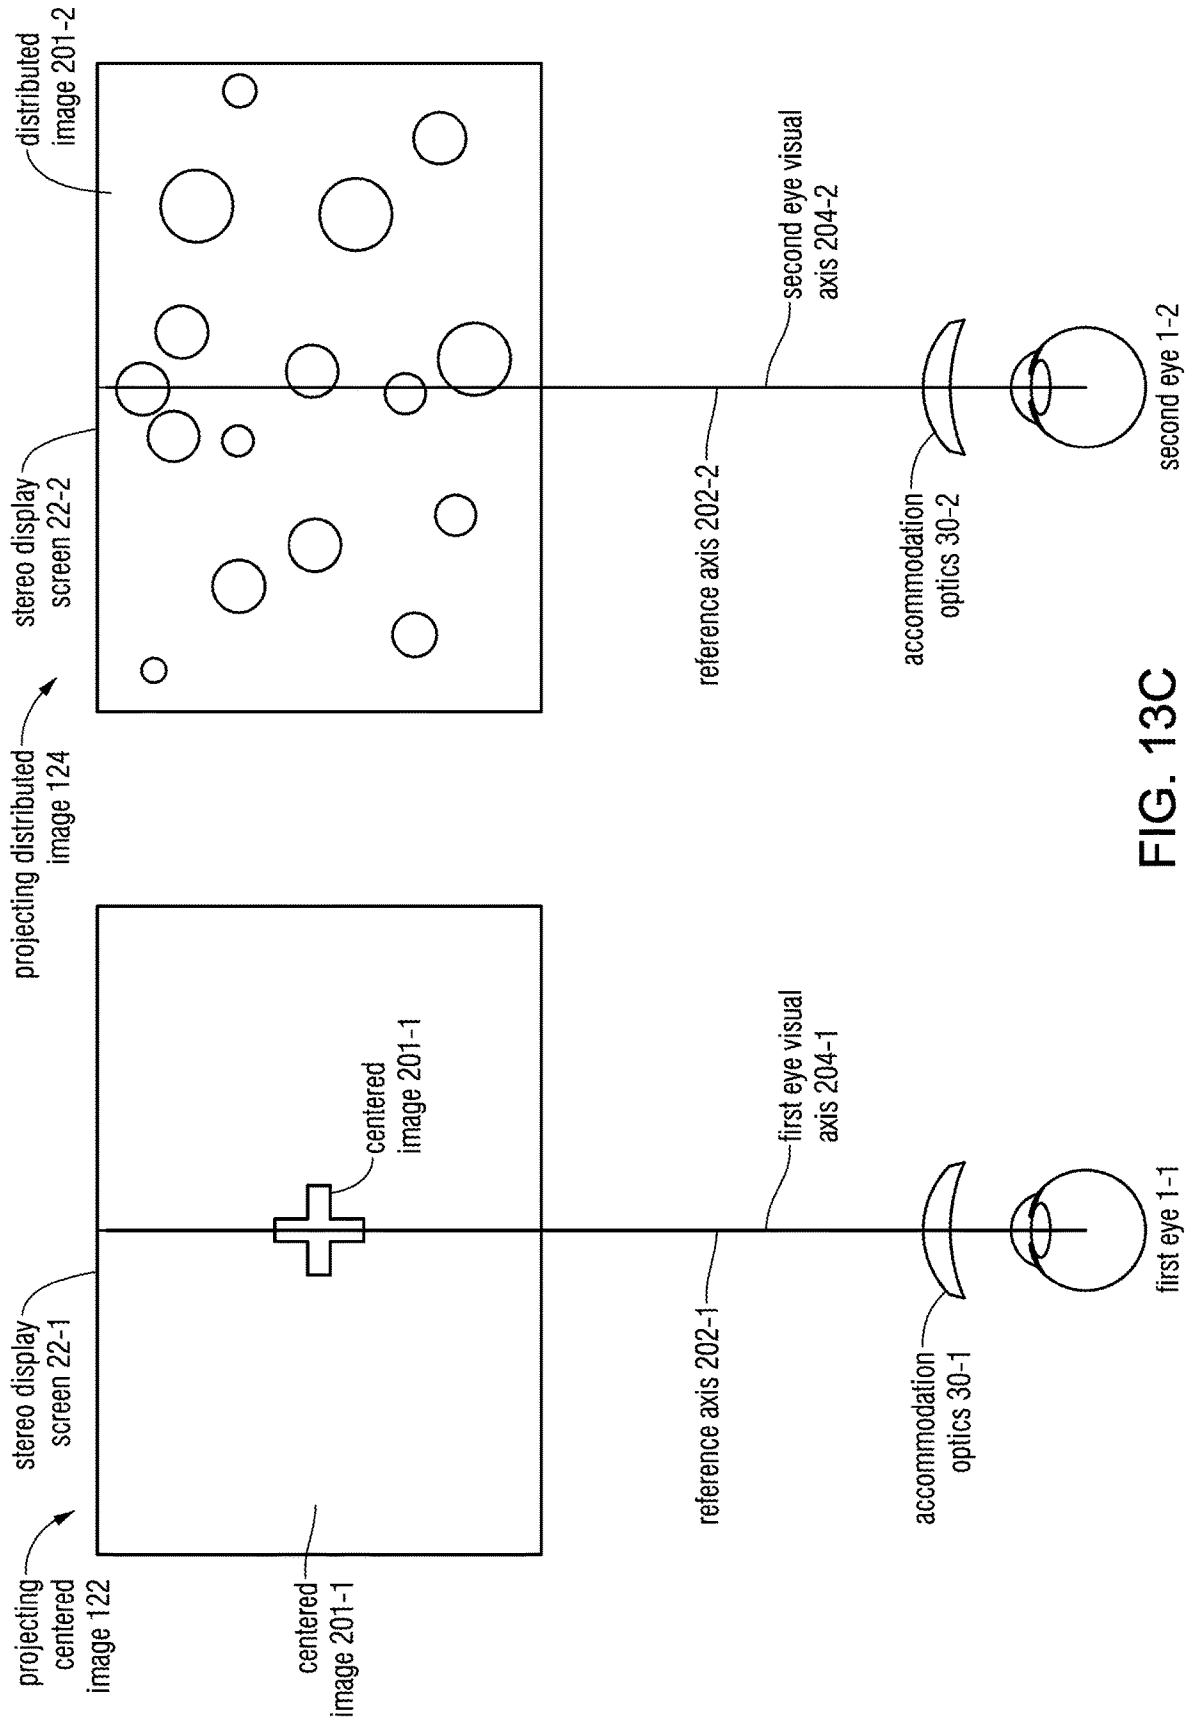 projecting
centered
image 122
stereo display
screen 22-1
centered
image 201-1
centered
image 201-1
reference axis 202-1
first eye visual
axis 204-1
accommodation
optics 30-1
first eye 1-1
projecting distributed
image 124
stereo display
screen 22-2
distributed
image 201-2
reference axis 202-2
second eye visual
axis 204-2
accommodation
optics 30-2
second eye 1-2
FIG. 13C